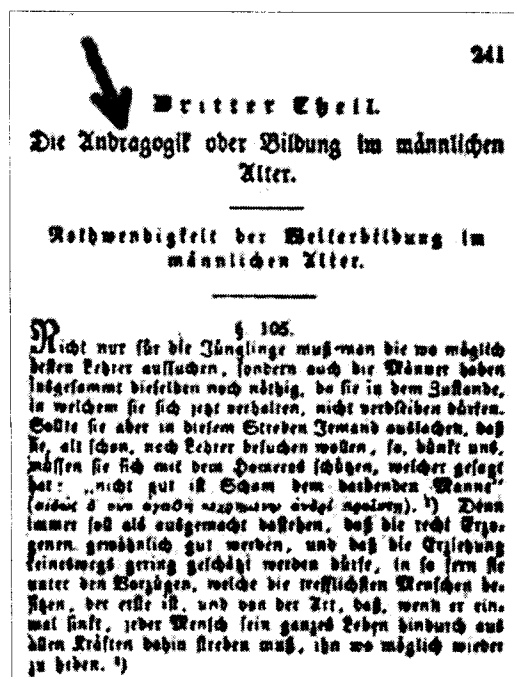 241
Dritter Theil.
Die Andragogik oder Bildung im männlichen
Alter.
Nothwendigkeit der Weiterbildung im
männlichen Alter.
§. 105.
Nicht nur für die Jünglinge muß man die wo möglich
besten Lehrer aufsuchen, sondern auch die Männer haben
insgesammt dieselben noch nöthig, da sie in dem Zustande,
in welchem sie sich jetzt verhalten, nicht verbleiben dürfen.
Sollte sie aber in diesem Streben Jemand auslachen, daß
sie, alt schon, noch Lehrer besuchen wollen, so, dünkt uns,
müssen sie sich mit dem Homeros schützen, welcher gesagt
hat: „nicht gut ist Scham dem darbenden Manne“
ἀνδρὶ ¹) Denn
immer soll als ausgemacht dastehen, daß die recht Erzo-
genen gewöhnlich gut werden, und daß die Erziehung
keineswegs gering geschätzt werden dürfe, in so fern sie
unter den Vorzügen, welche die trefflichsten Menschen be-
sitzen, der erste ist, und von der Art, daß, wenn er ein-
mal sinkt, jeder Mensch sein ganzes Leben hindurch aus
allen Kräften dahin streben muß, ihn wo möglich wieder
zu heben. ²)